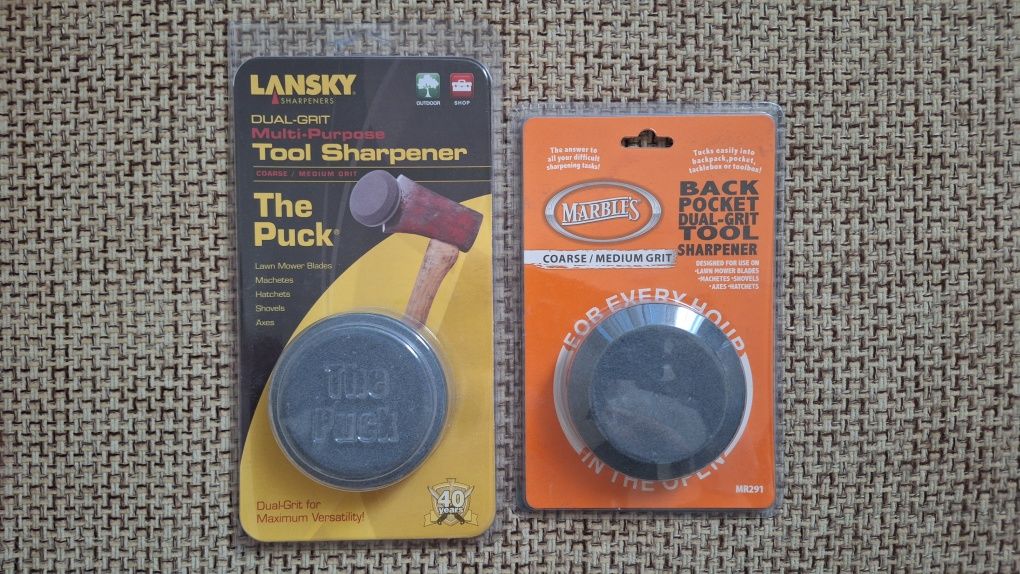 LANSKY®
SHARPENERS
OUTDOOR
SHOP
DUAL-GRIT
Multi-Purpose
Tool Sharpener
COARSE / MEDIUM GRIT
The
Puck®
Lawn Mower Blades
Machetes
Hatchets
Shovels
Axes
The
Puck
Dual-Grit for
Maximum Versatility!
40
years
The answer to
all your difficult
sharpening tasks!
Tucks easily into
backpack, pocket,
tacklebox or toolbox!
MARBLE'S
BACK
POCKET
DUAL-GRIT
TOOL
SHARPENER
COARSE / MEDIUM GRIT
DESIGNED FOR USE ON
•LAWN MOWER BLADES
•MACHETES •SHOVELS
•AXES •HATCHETS
FOR EVERY HOUR
IN THE OPEN
MR291